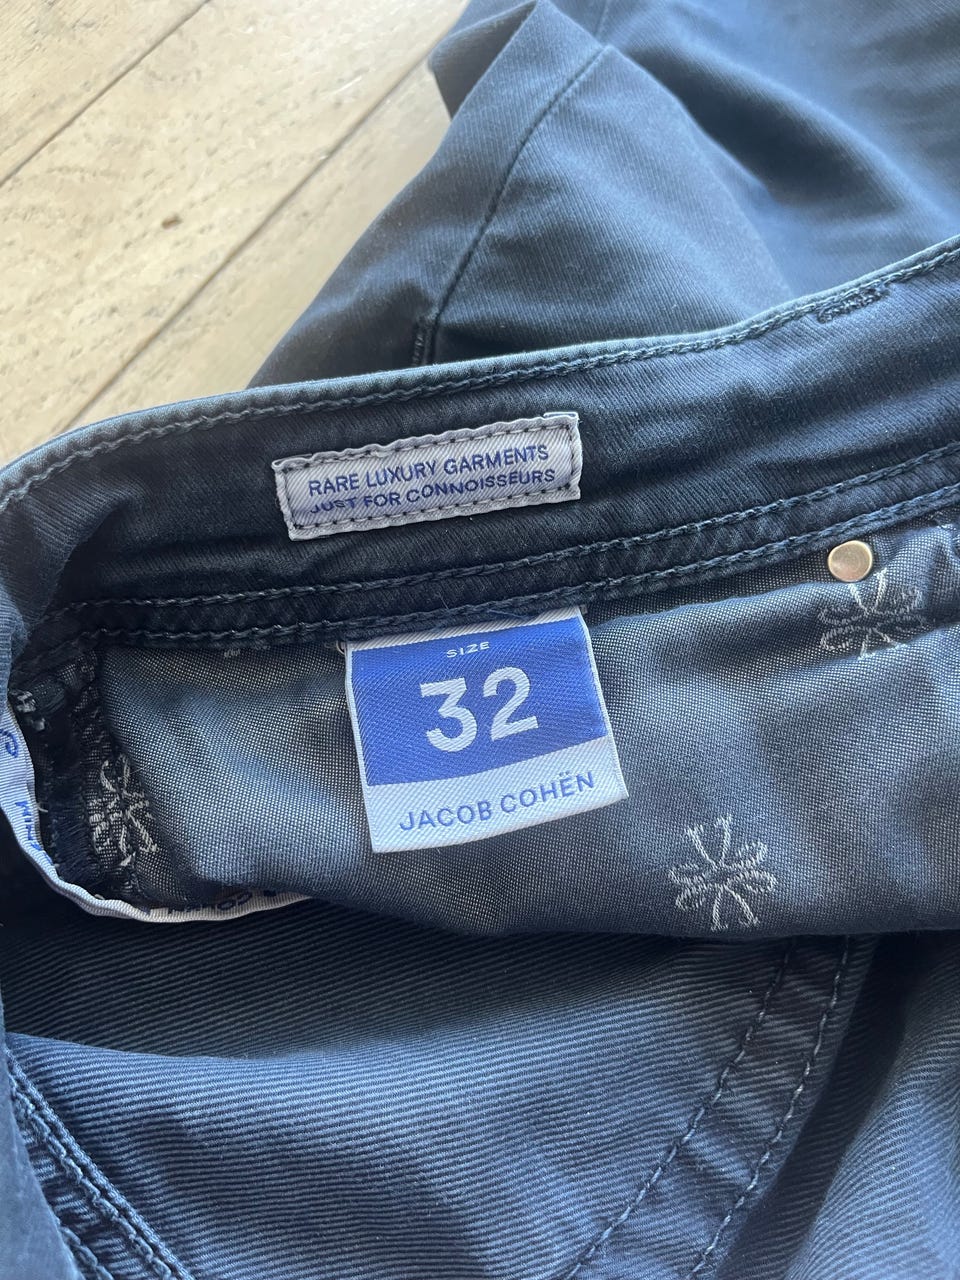 RARE LUXURY GARMENTS
JUST FOR CONNOISSEURS
SIZE
32
JACOB COHËN